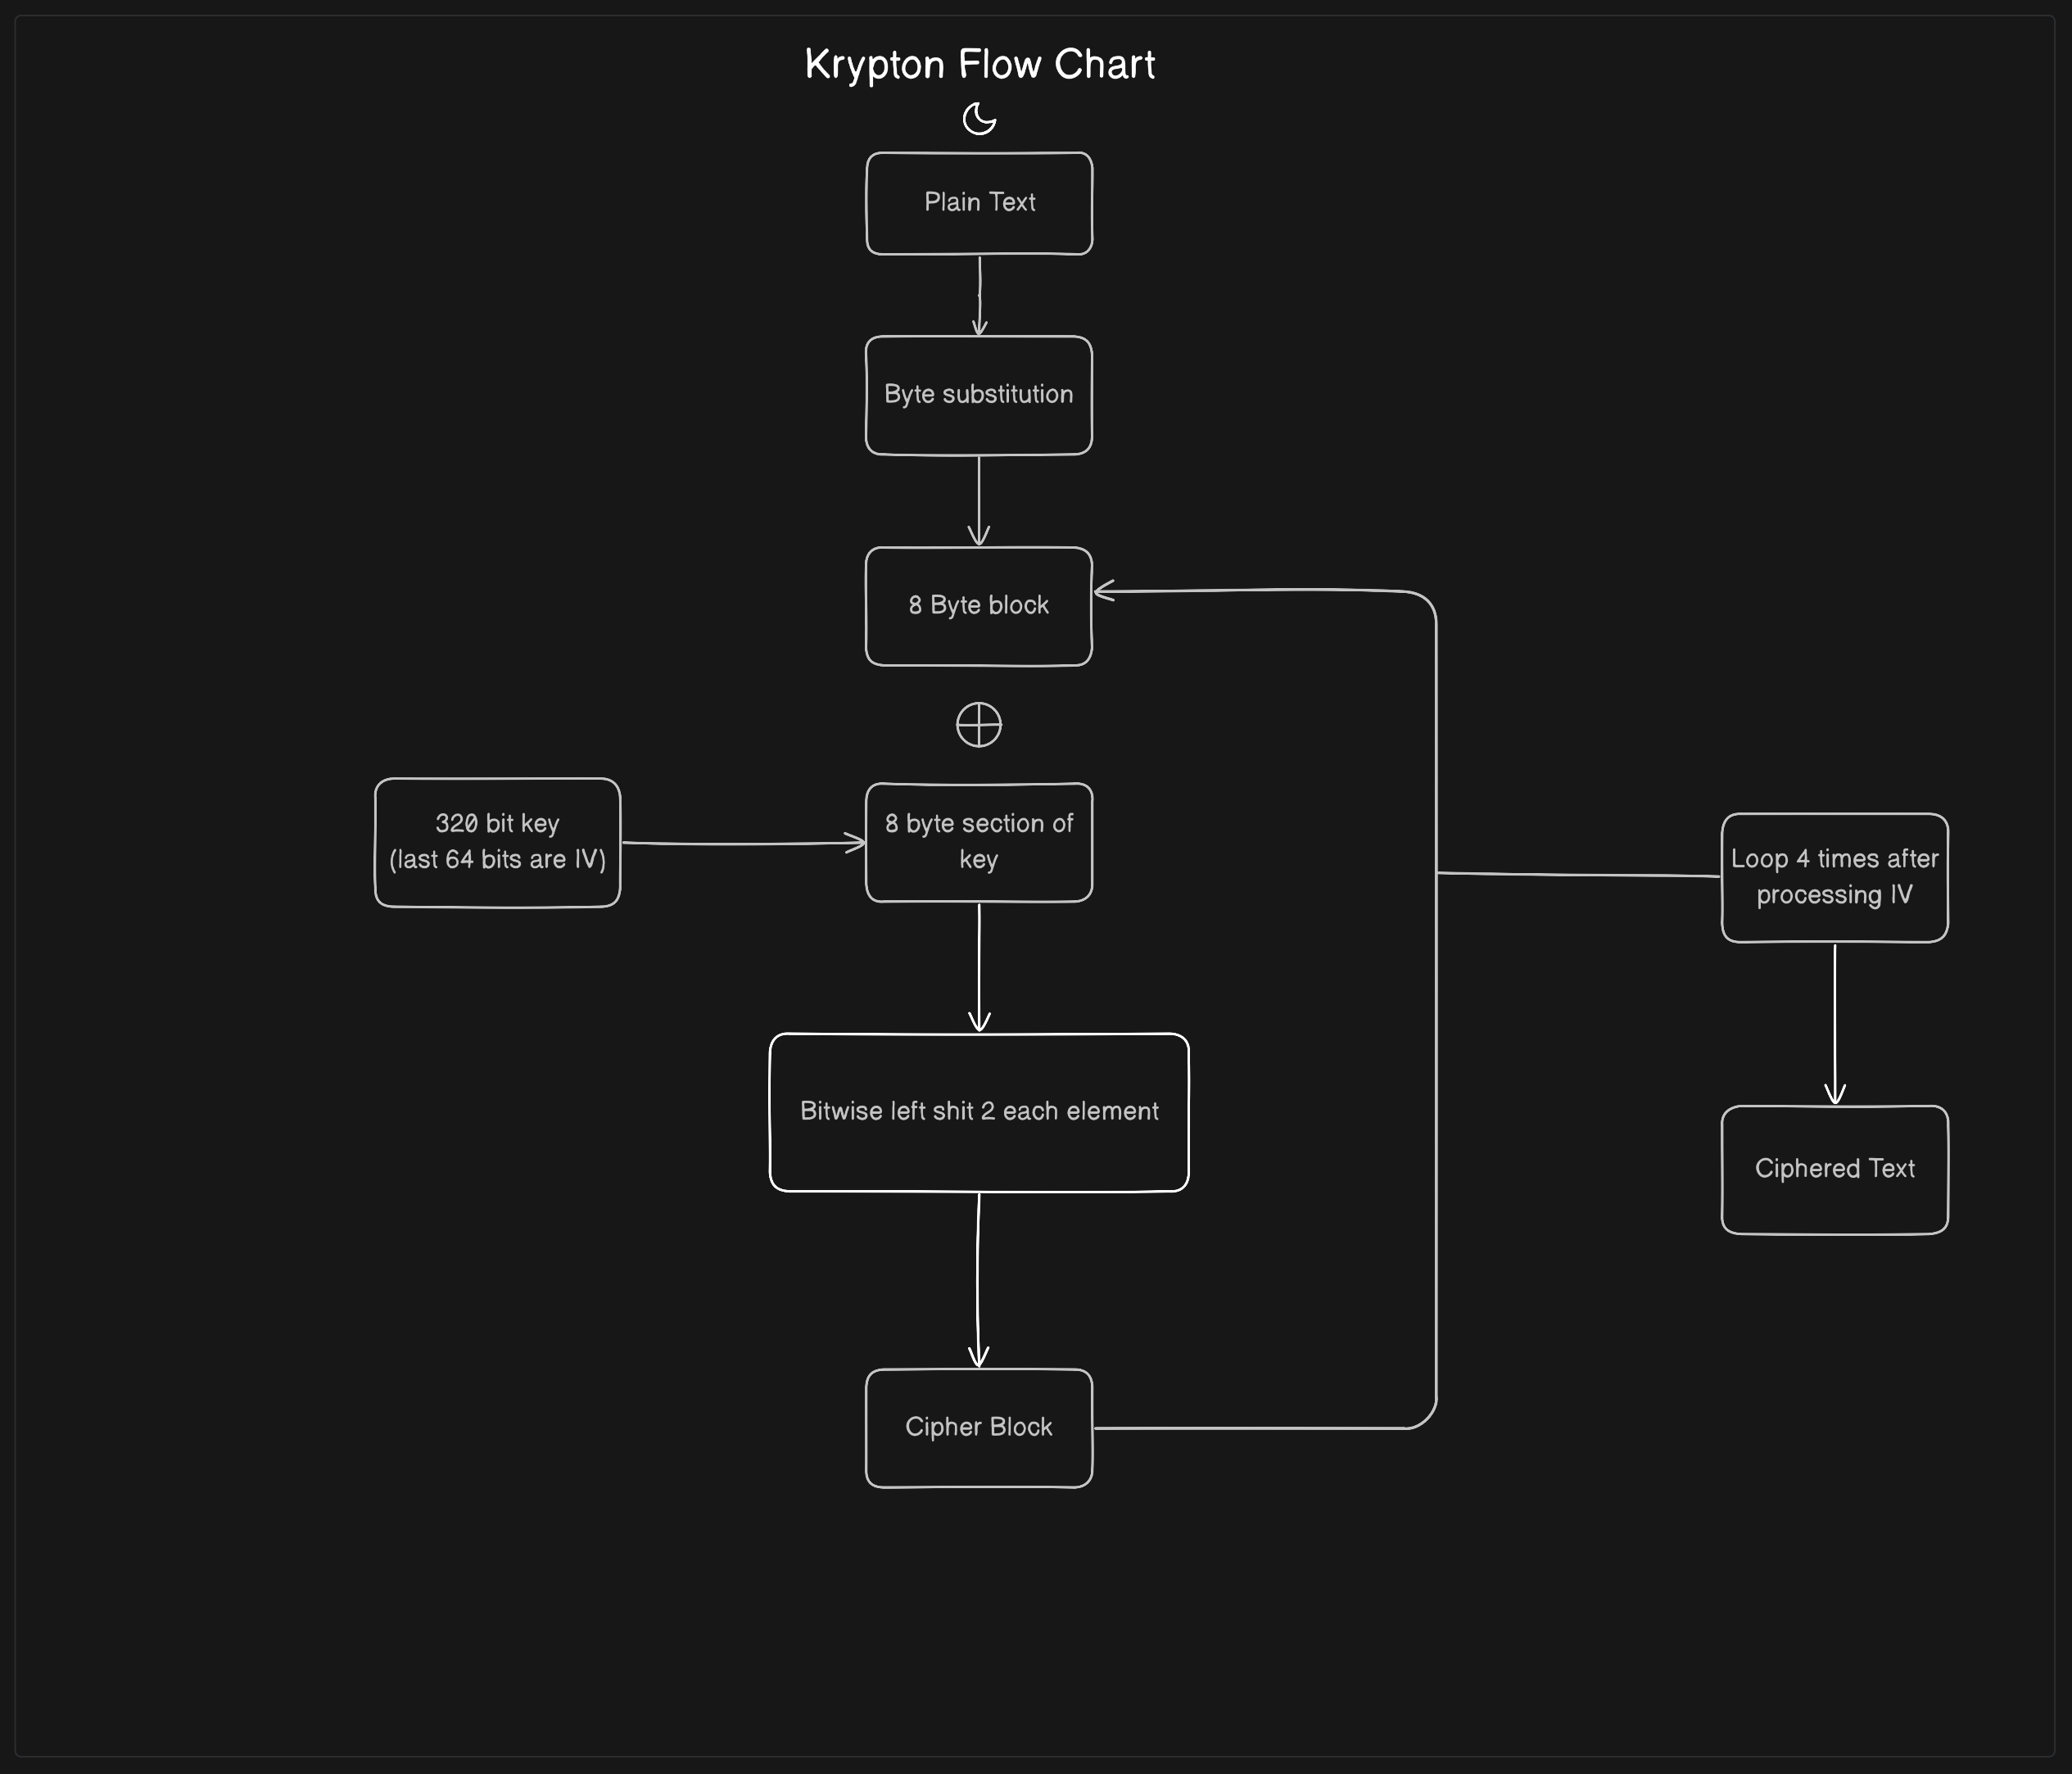 Krypton Flow Chart
Plain Text
Byte substitution
8 Byte block
320 bit key
(last 64 bits are IV)
8 byte section of
key
Loop 4 times after
processing IV
Bitwise left shit 2 each element
Ciphered Text
Cipher Block